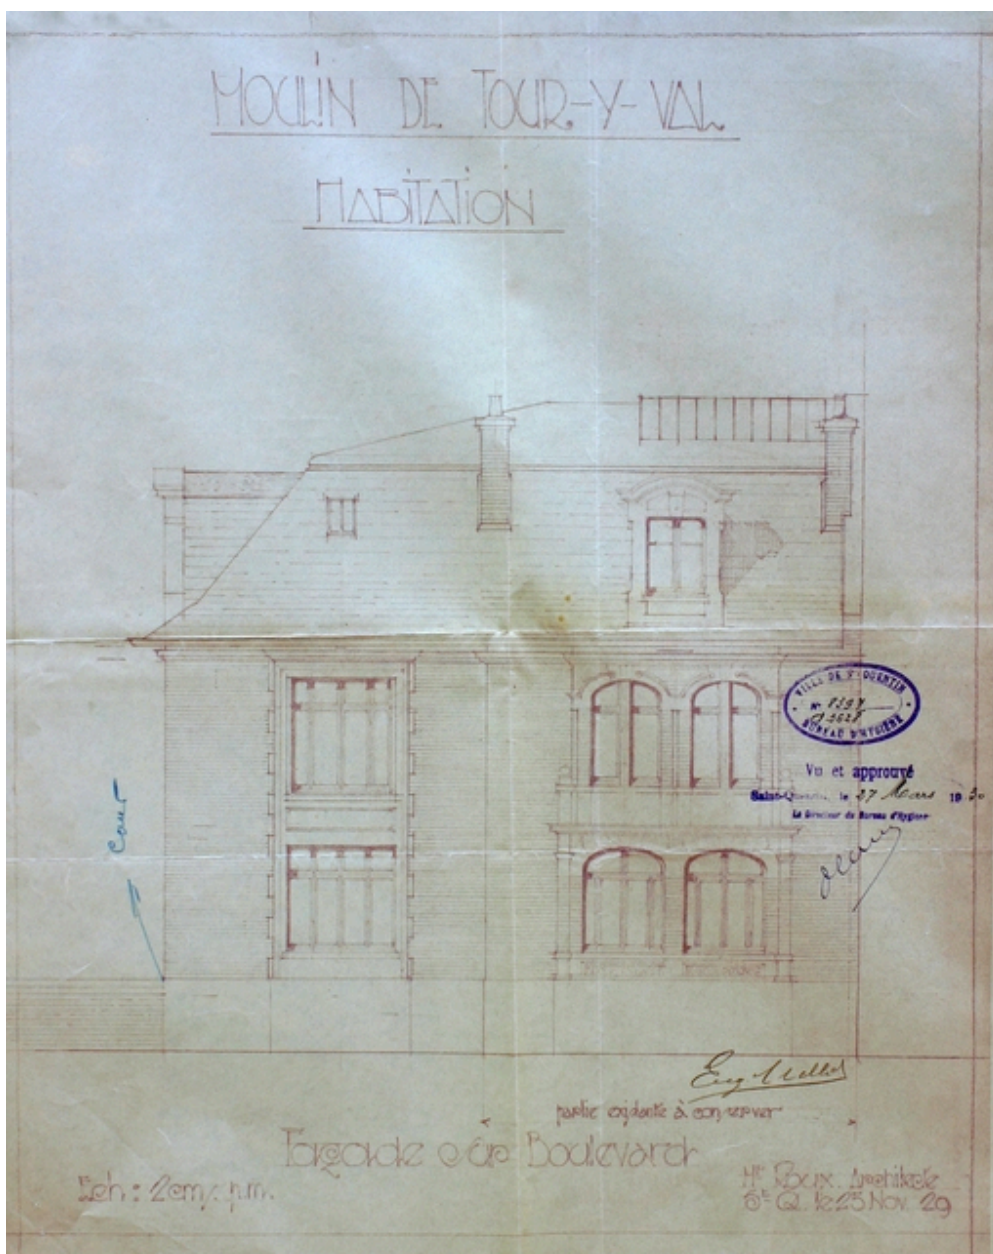 MOULIN DE TOUR-Y-VAL
HABITATION
VILLE DE St QUENTIN
BUREAU D'HYGIÈNE
Vu et approuvé
Saint-Quentin, le 27 Mars 1930
Le Directeur du Bureau d'Hygiène
Cour
partie existante à conserver
Façade sur Boulevard
Ech: 2cm/. p.m.
Mce Roux. Architecte
St Q. le 25 Nov 29